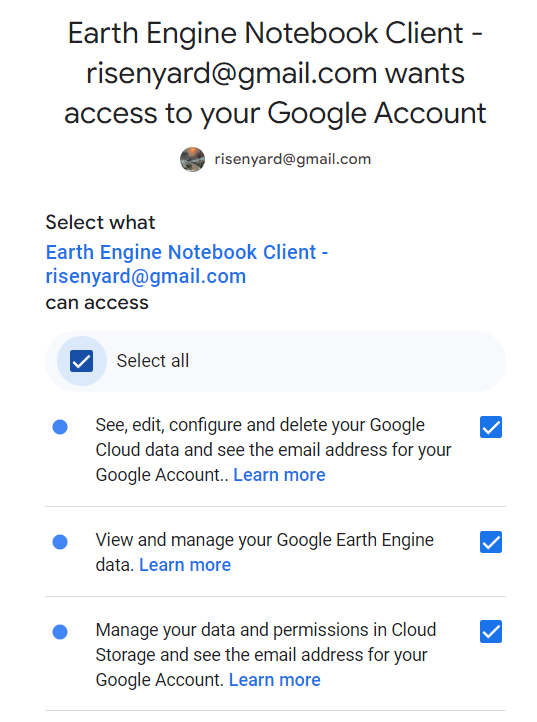 Earth Engine Notebook Client -
risenyard@gmail.com wants
access to your Google Account
risenyard@gmail.com
Select what
Earth Engine Notebook Client -
risenyard@gmail.com
can access
Select all
See, edit, configure and delete your Google
Cloud data and see the email address for your
Google Account.. Learn more
View and manage your Google Earth Engine
data. Learn more
Manage your data and permissions in Cloud
Storage and see the email address for your
Google Account. Learn more